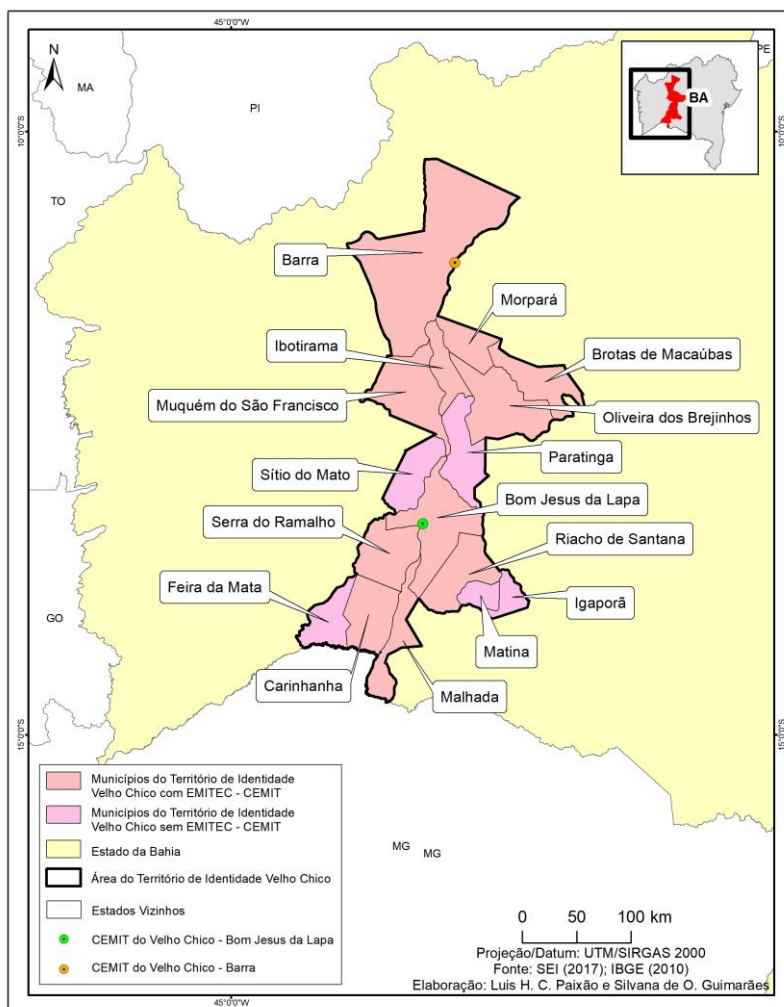 45°0'0"W
N
PE
MA
PI
BA
10°0'0"S
10°0'0"S
TO
Barra
Morpará
Ibotirama
Brotas de Macaúbas
Muquém do São Francisco
Oliveira dos Brejinhos
Sítio do Mato
Paratinga
Bom Jesus da Lapa
Serra do Ramalho
Riacho de Santana
Feira da Mata
Igaporã
GO
Matina
Carinhanha
Malhada
15°0'0"S
15°0'0"S
Municípios do Território de Identidade
Velho Chico com EMITEC - CEMIT
Municípios do Território de Identidade
Velho Chico sem EMITEC - CEMIT
Estado da Bahia
MG
MG
Área do Território de Identidade Velho Chico
Estados Vizinhos
CEMIT do Velho Chico - Bom Jesus da Lapa
CEMIT do Velho Chico - Barra
0 50 100 km
Projeção/Datum: UTM/SIRGAS 2000
Fonte: SEI (2017); IBGE (2010)
Elaboração: Luis H. C. Paixão e Silvana de O. Guimarães
45°0'0"W